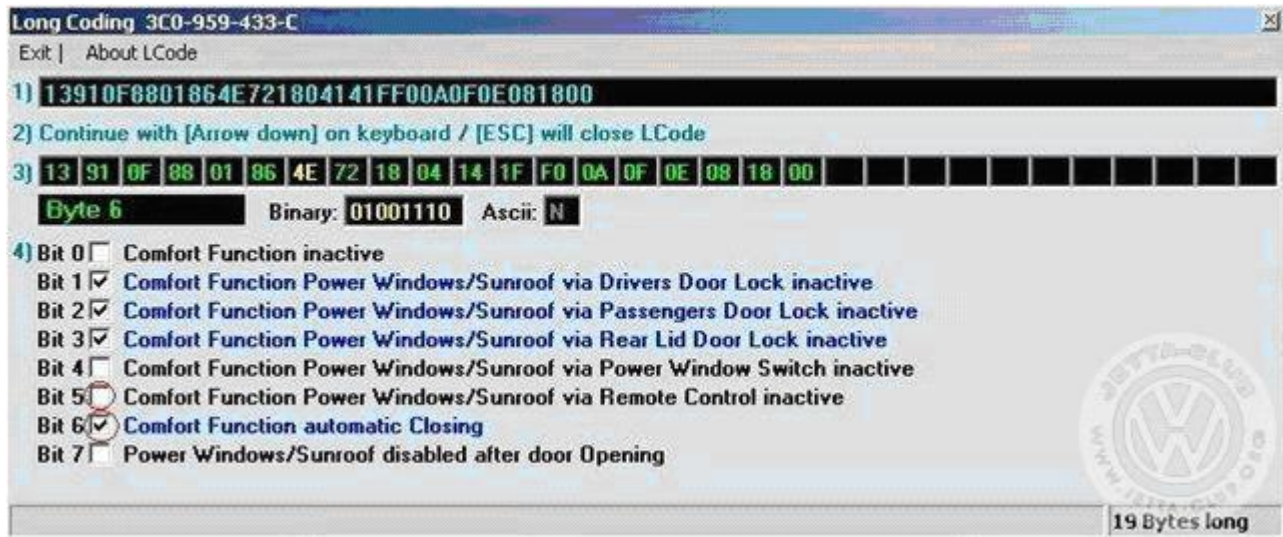 Long Coding 3C0-959-433-C
Exit | About LCode
1) 13910F8801864E721804141FF00A0F0E081800
2) Continue with [Arrow down] on keyboard / [ESC] will close LCode
3) 13 91 0F 88 01 86 4E 72 18 04 14 1F F0 0A 0F 0E 08 18 00
Byte 6 Binary: 01001110 Ascii: N
4) Bit 0 Comfort Function inactive
Bit 1 Comfort Function Power Windows/Sunroof via Drivers Door Lock inactive
Bit 2 Comfort Function Power Windows/Sunroof via Passengers Door Lock inactive
Bit 3 Comfort Function Power Windows/Sunroof via Rear Lid Door Lock inactive
Bit 4 Comfort Function Power Windows/Sunroof via Power Window Switch inactive
Bit 5 Comfort Function Power Windows/Sunroof via Remote Control inactive
Bit 6 Comfort Function automatic Closing
Bit 7 Power Windows/Sunroof disabled after door Opening
JETTA-CLUB
WWW.JETTA-CLUB.ORG
19 Bytes long